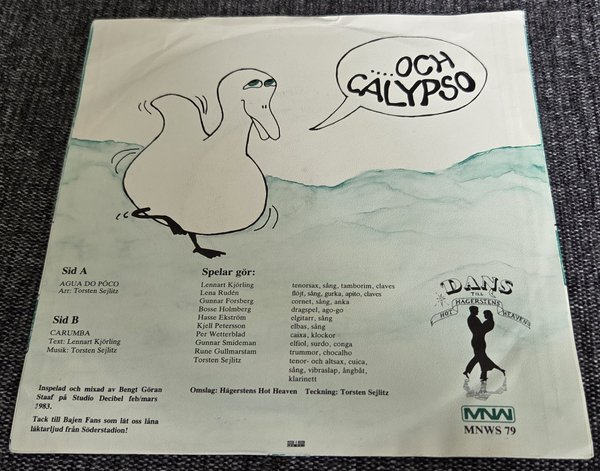 ....OCH
CALYPSO
Sid A
AGUA DO PÓCO
Arr: Torsten Sejlitz
Sid B
CARUMBA
Text: Lennart Kjörling
Musik: Torsten Sejlitz
Inspelad och mixad av Bengt Göran
Staaf på Studio Decibel feb/mars
1983.
Tack till Bajen Fans som låt oss låna
läktarljud från Söderstadion!
Spelar gör:
Lennart Kjörling tenorsax, sång, tamborim, claves
Lena Rudén flöjt, sång, gurka, apito, claves
Gunnar Forsberg cornet, sång, anka
Bosse Holmberg dragspel, ago-go
Hasse Ekström elgitarr, sång
Kjell Petersson elbas, sång
Per Wetterblad caixa, klockor
Gunnar Smideman elfiol, surdo, conga
Rune Gullmarstam trummor, chocalho
Torsten Sejlitz tenor- och altsax, cuica,
sång, vibraslap, ångbåt,
klarinett
Omslag: Hägerstens Hot Heaven Teckning: Torsten Sejlitz
DANS
TILL
HÄGERSTENS
HOT HEAVEN
MNW
MNWS 79